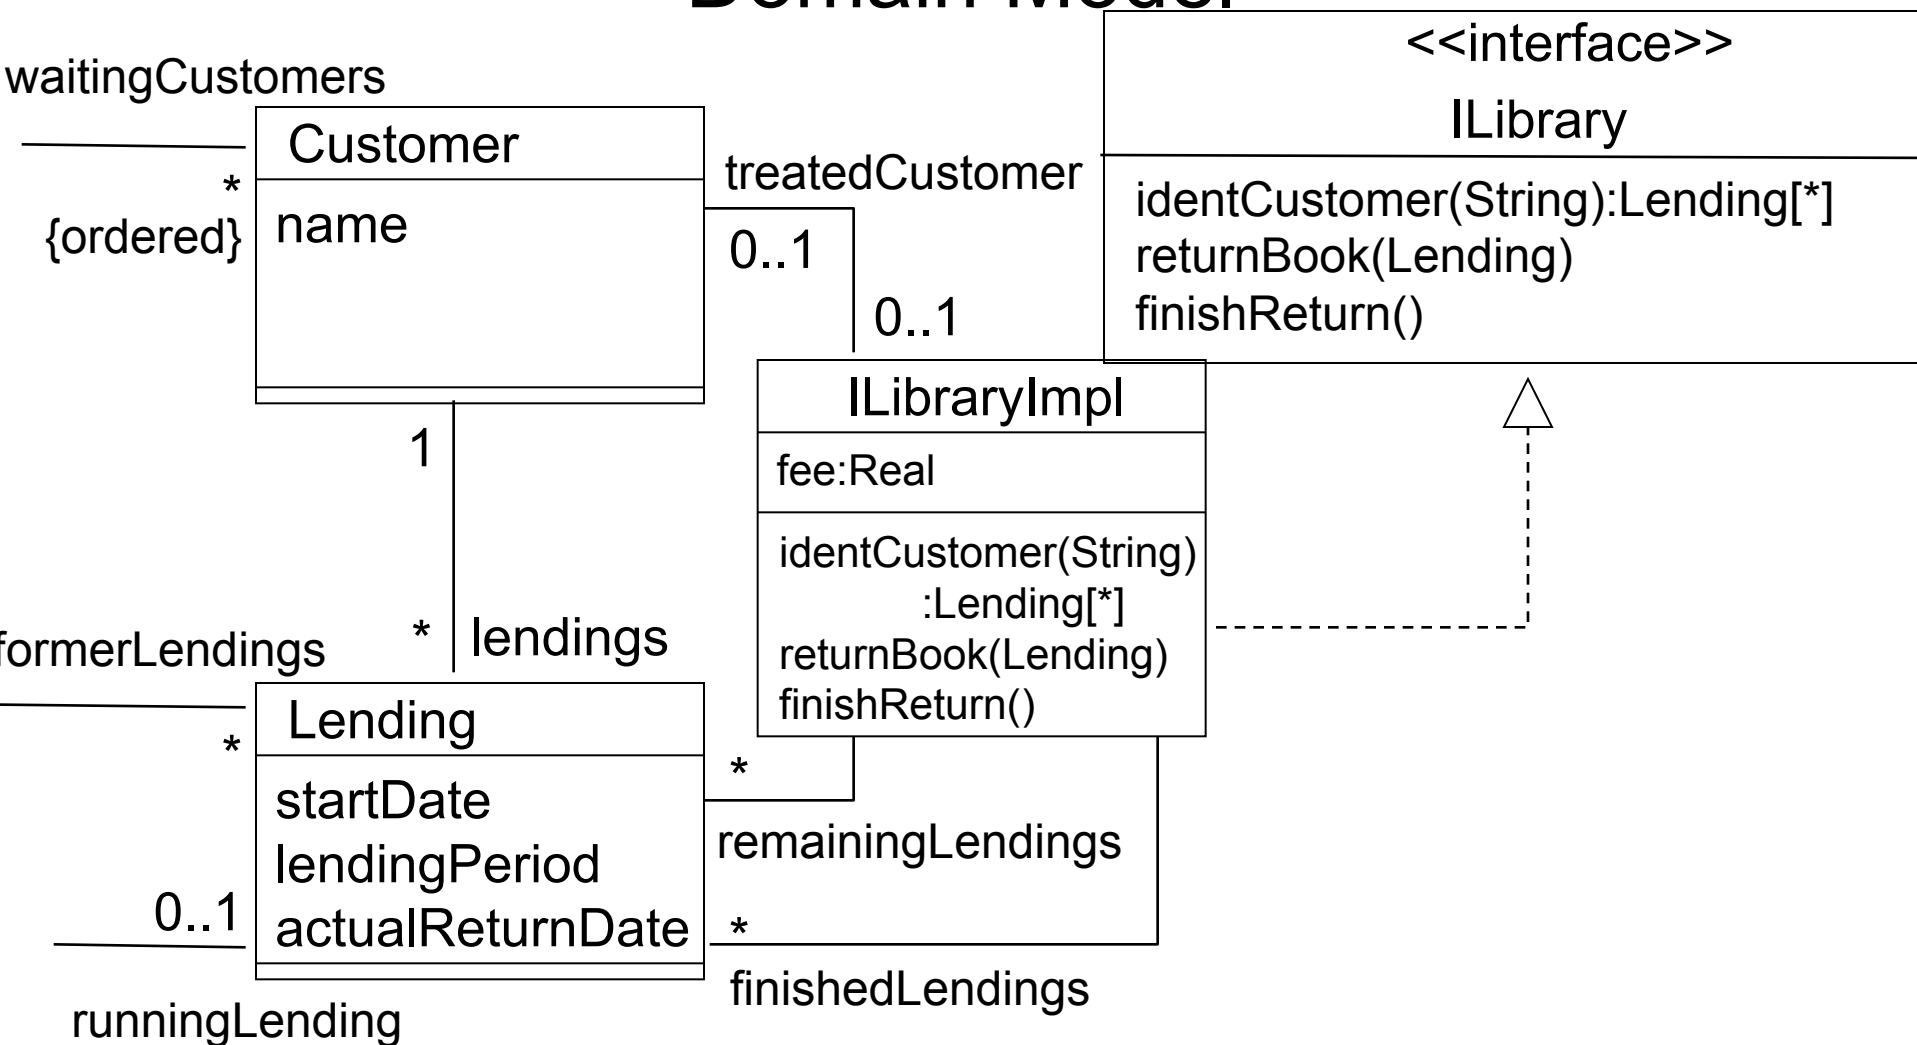 Domain Model
<<interface>>
ILibrary
identCustomer(String):Lending[*]
returnBook(Lending)
finishReturn()
waitingCustomers
*
{ordered}
Customer
name
treatedCustomer
0..1
0..1
ILibraryImpl
fee:Real
identCustomer(String)
:Lending[*]
returnBook(Lending)
finishReturn()
1
* lendings
formerLendings
*
Lending
startDate
lendingPeriod
actualReturnDate
0..1
runningLending
*
remainingLendings
*
finishedLendings